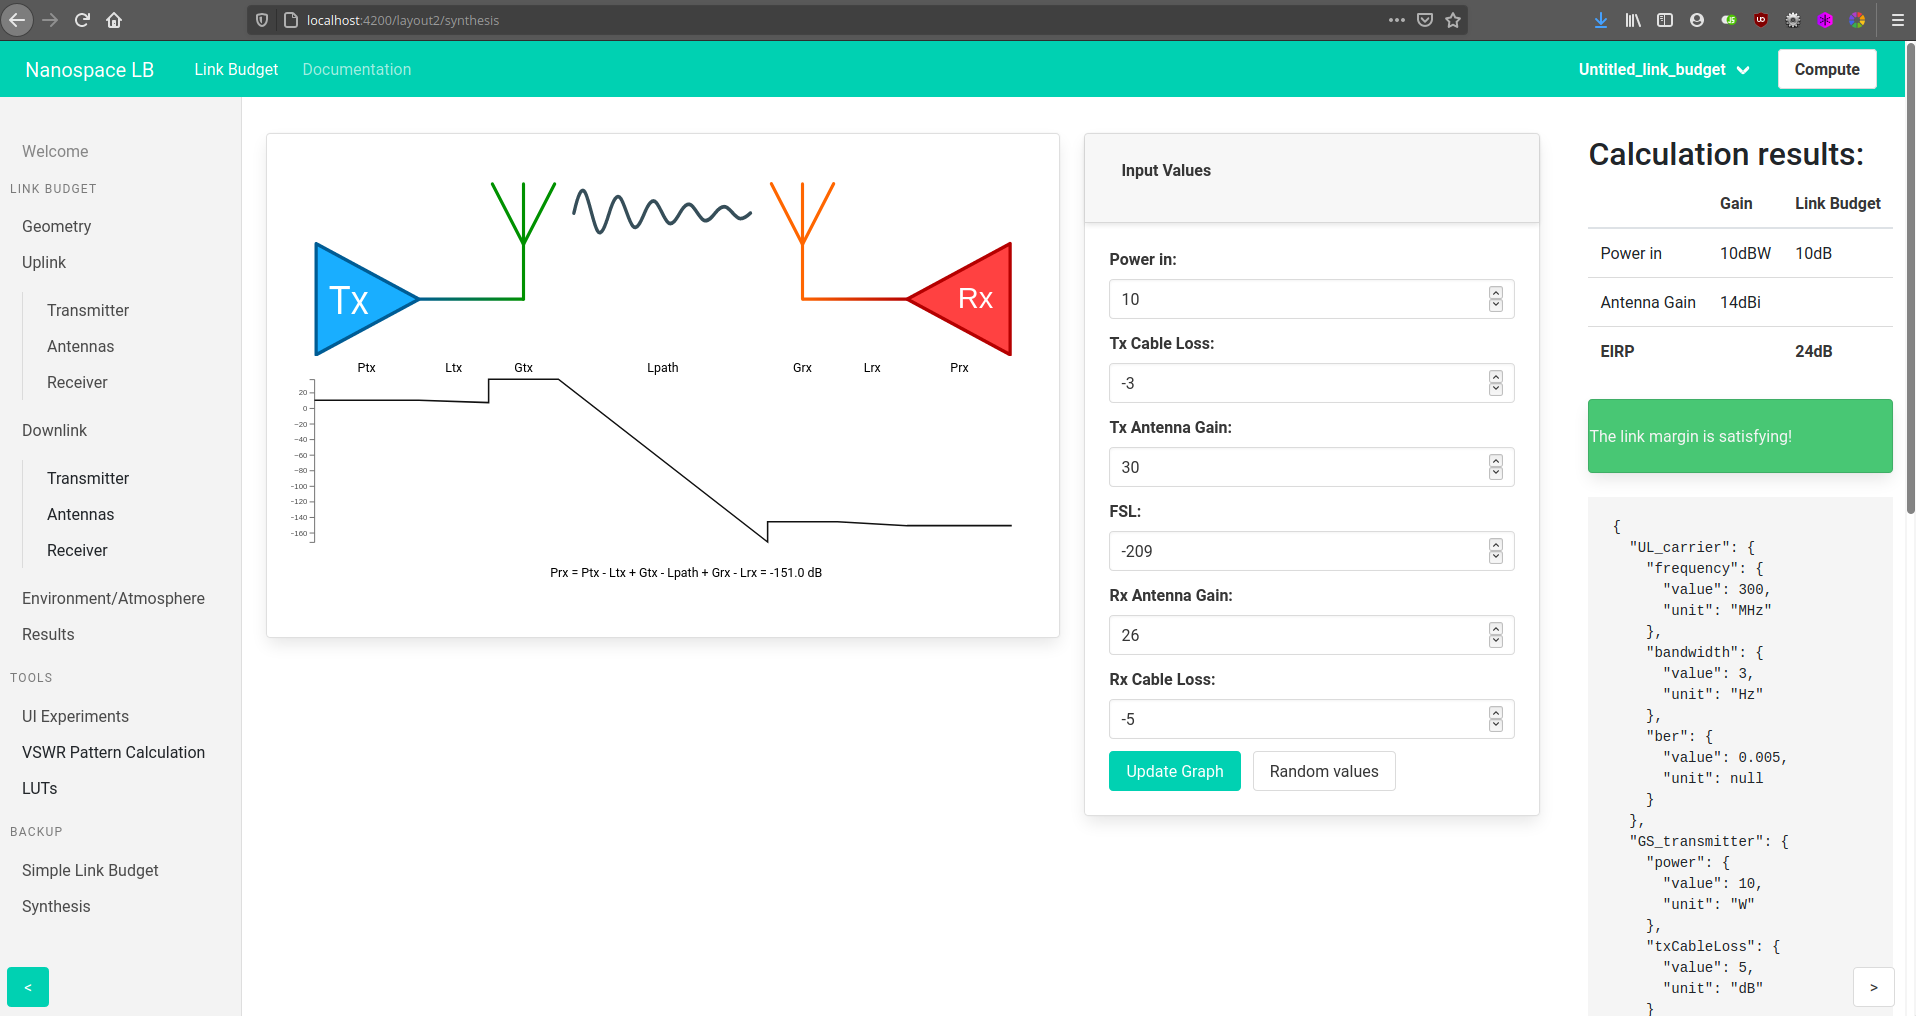 localhost:4200/layout2/synthesis
Nanospace LB
Link Budget
Documentation
Untitled_link_budget
Compute
Welcome
LINK BUDGET
Geometry
Uplink
Transmitter
Antennas
Receiver
Downlink
Transmitter
Antennas
Receiver
Environment/Atmosphere
Results
TOOLS
UI Experiments
VSWR Pattern Calculation
LUTs
BACKUP
Simple Link Budget
Synthesis
<
Tx
Rx
Ptx Ltx Gtx Lpath Grx Lrx Prx
20
0
−20
−40
−60
−80
−100
−120
−140
−160
Prx = Ptx - Ltx + Gtx - Lpath + Grx - Lrx = -151.0 dB
Input Values
Power in:
10
Tx Cable Loss:
-3
Tx Antenna Gain:
30
FSL:
-209
Rx Antenna Gain:
26
Rx Cable Loss:
-5
Update Graph
Random values
Calculation results:
Gain Link Budget
Power in 10dBW 10dB
Antenna Gain 14dBi
EIRP 24dB
The link margin is satisfying!
{
"UL_carrier": {
"frequency": {
"value": 300,
"unit": "MHz"
},
"bandwidth": {
"value": 3,
"unit": "Hz"
},
"ber": {
"value": 0.005,
"unit": null
}
},
"GS_transmitter": {
"power": {
"value": 10,
"unit": "W"
},
"txCableLoss": {
"value": 5,
"unit": "dB"
}
>